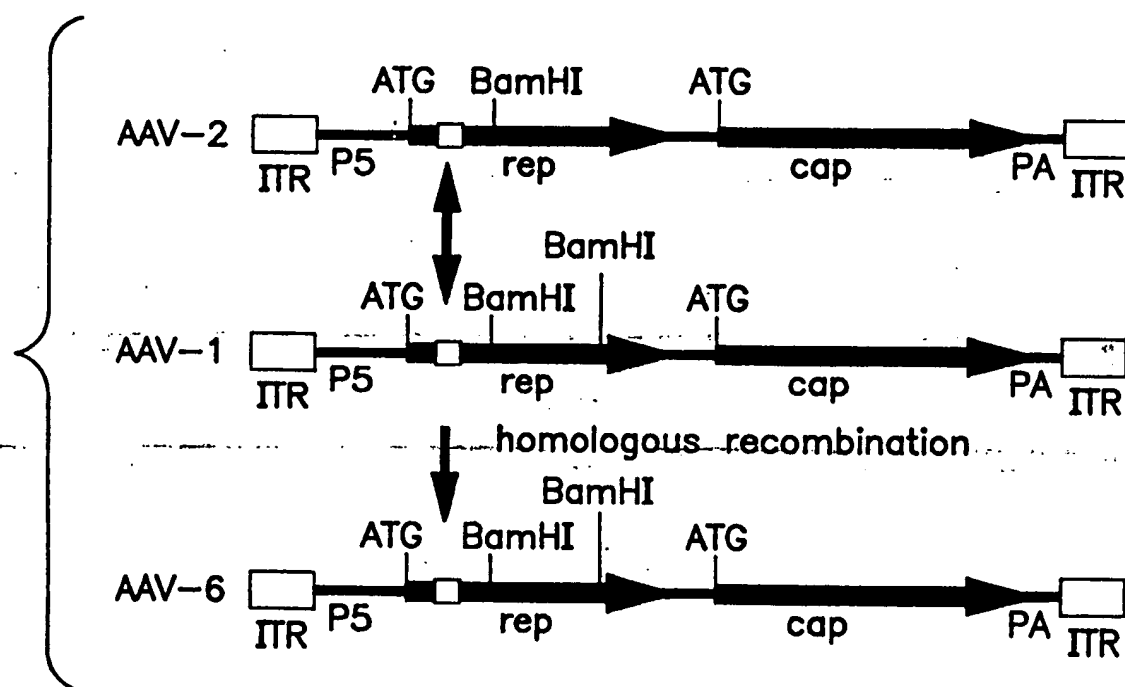 ATG BamHI ATG
AAV-2
ITR P5 rep cap PA ITR
BamHI
ATG BamHI ATG
AAV-1
ITR P5 rep cap PA ITR
homologous recombination
BamHI
ATG BamHI ATG
AAV-6
ITR P5 rep cap PA ITR